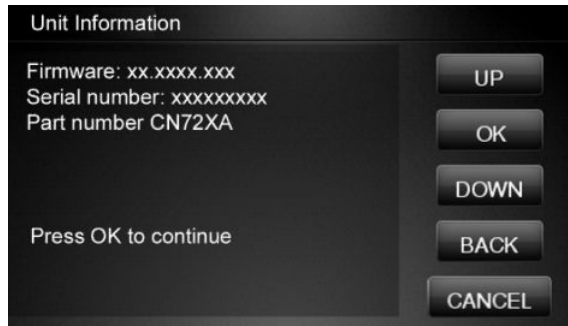 Unit Information
Firmware: xx.xxxx.xxx
Serial number: xxxxxxxxx
Part number CN72XA
Press OK to continue
UP
OK
DOWN
BACK
CANCEL